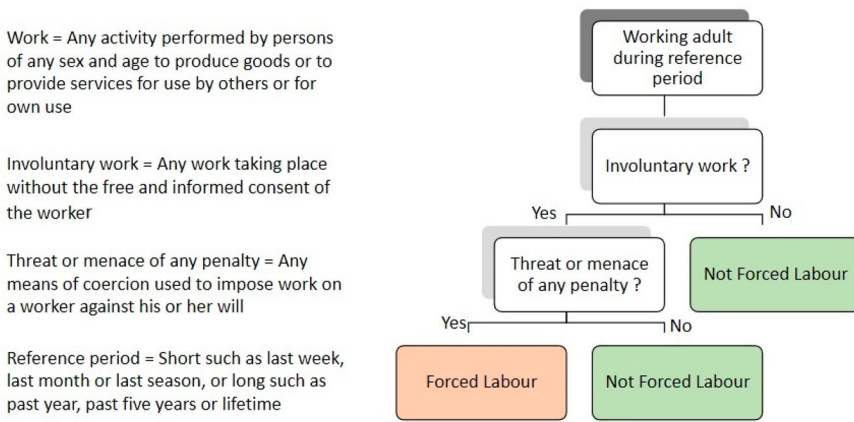 Work = Any activity performed by persons
of any sex and age to produce goods or to
provide services for use by others or for
own use
Involuntary work = Any work taking place
without the free and informed consent of
the worker
Threat or menace of any penalty = Any
means of coercion used to impose work on
a worker against his or her will
Reference period = Short such as last week,
last month or last season, or long such as
past year, past five years or lifetime
Working adult
during reference
period
Involuntary work ?
Yes
No
Threat or menace
of any penalty ?
Not Forced Labour
Yes
No
Forced Labour
Not Forced Labour